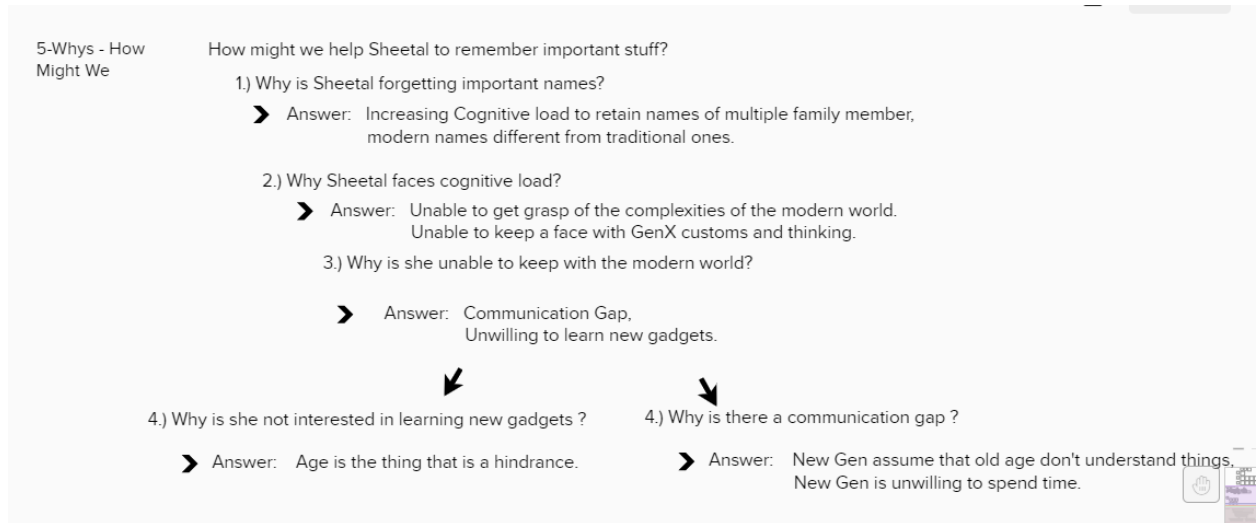 5-Whys - How
Might We
How might we help Sheetal to remember important stuff?
1.) Why is Sheetal forgetting important names?
Answer: Increasing Cognitive load to retain names of multiple family member,
modern names different from traditional ones.
2.) Why Sheetal faces cognitive load?
Answer: Unable to get grasp of the complexities of the modern world.
Unable to keep a face with GenX customs and thinking.
3.) Why is she unable to keep with the modern world?
Answer: Communication Gap,
Unwilling to learn new gadgets.
4.) Why is she not interested in learning new gadgets ?
Answer: Age is the thing that is a hindrance.
4.) Why is there a communication gap ?
Answer: New Gen assume that old age don't understand things,
New Gen is unwilling to spend time.